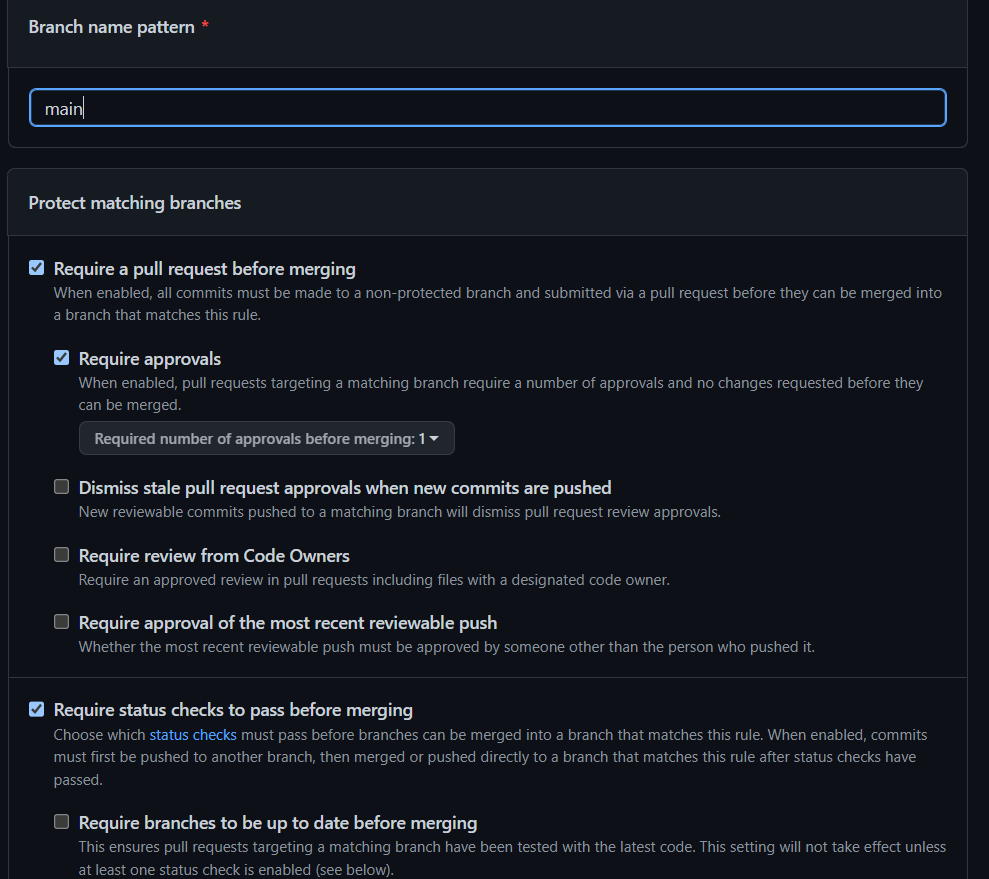 Branch name pattern *
main
Protect matching branches
Require a pull request before merging
When enabled, all commits must be made to a non-protected branch and submitted via a pull request before they can be merged into
a branch that matches this rule.
Require approvals
When enabled, pull requests targeting a matching branch require a number of approvals and no changes requested before they
can be merged.
Required number of approvals before merging: 1
Dismiss stale pull request approvals when new commits are pushed
New reviewable commits pushed to a matching branch will dismiss pull request review approvals.
Require review from Code Owners
Require an approved review in pull requests including files with a designated code owner.
Require approval of the most recent reviewable push
Whether the most recent reviewable push must be approved by someone other than the person who pushed it.
Require status checks to pass before merging
Choose which status checks must pass before branches can be merged into a branch that matches this rule. When enabled, commits
must first be pushed to another branch, then merged or pushed directly to a branch that matches this rule after status checks have
passed.
Require branches to be up to date before merging
This ensures pull requests targeting a matching branch have been tested with the latest code. This setting will not take effect unless
at least one status check is enabled (see below).